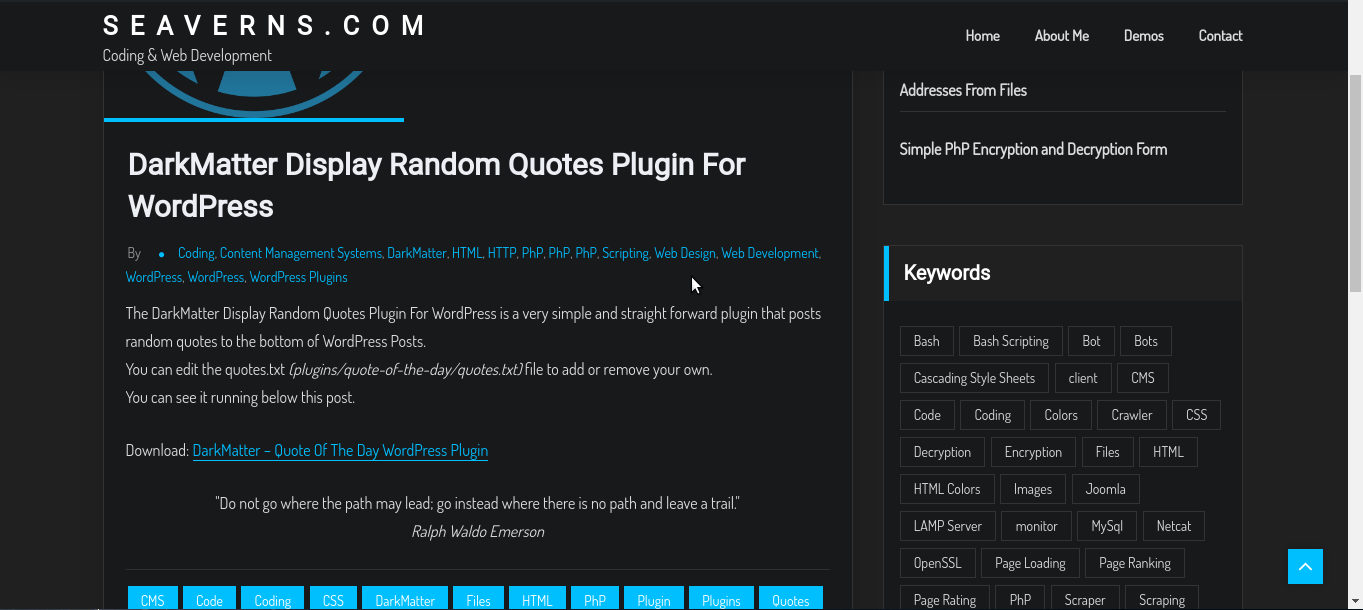 SEAVERNS.COM
Coding & Web Development
Home
About Me
Demos
Contact
DarkMatter Display Random Quotes Plugin For
WordPress
By • Coding, Content Management Systems, DarkMatter, HTML, HTTP, PhP, PhP, PhP, Scripting, Web Design, Web Development,
WordPress, WordPress, WordPress Plugins
The DarkMatter Display Random Quotes Plugin For WordPress is a very simple and straight forward plugin that posts
random quotes to the bottom of WordPress Posts.
You can edit the quotes.txt (plugins/quote-of-the-day/quotes.txt) file to add or remove your own.
You can see it running below this post.
Download: DarkMatter – Quote Of The Day WordPress Plugin
"Do not go where the path may lead; go instead where there is no path and leave a trail."
Ralph Waldo Emerson
CMS Code Coding CSS DarkMatter Files HTML PhP Plugin Plugins Quotes
Addresses From Files
Simple PhP Encryption and Decryption Form
Keywords
Bash Bash Scripting Bot Bots
Cascading Style Sheets client CMS
Code Coding Colors Crawler CSS
Decryption Encryption Files HTML
HTML Colors Images Joomla
LAMP Server monitor MySql Netcat
OpenSSL Page Loading Page Ranking
Page Rating PhP Scraper Scraping